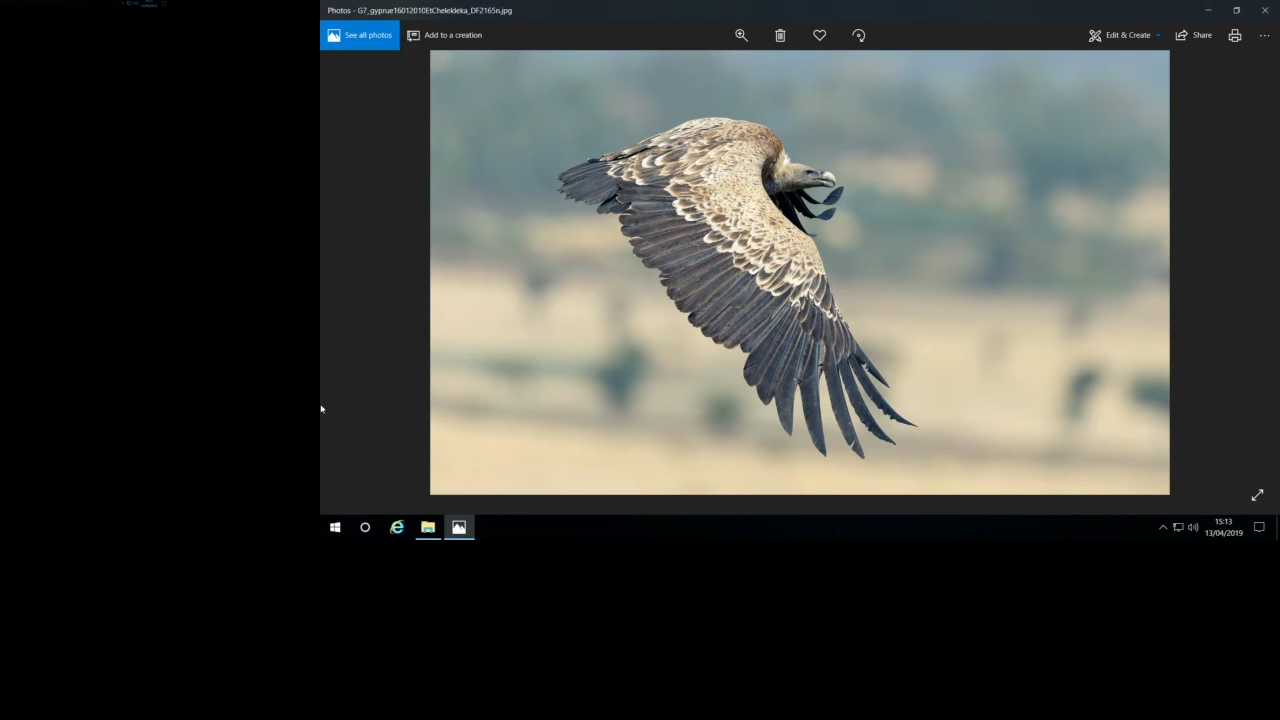 Photos - G7_gyprue16012010EtChelekleka_DF2165n.jpg
See all photos
Add to a creation
Edit & Create
Share
15:13
13/04/2019